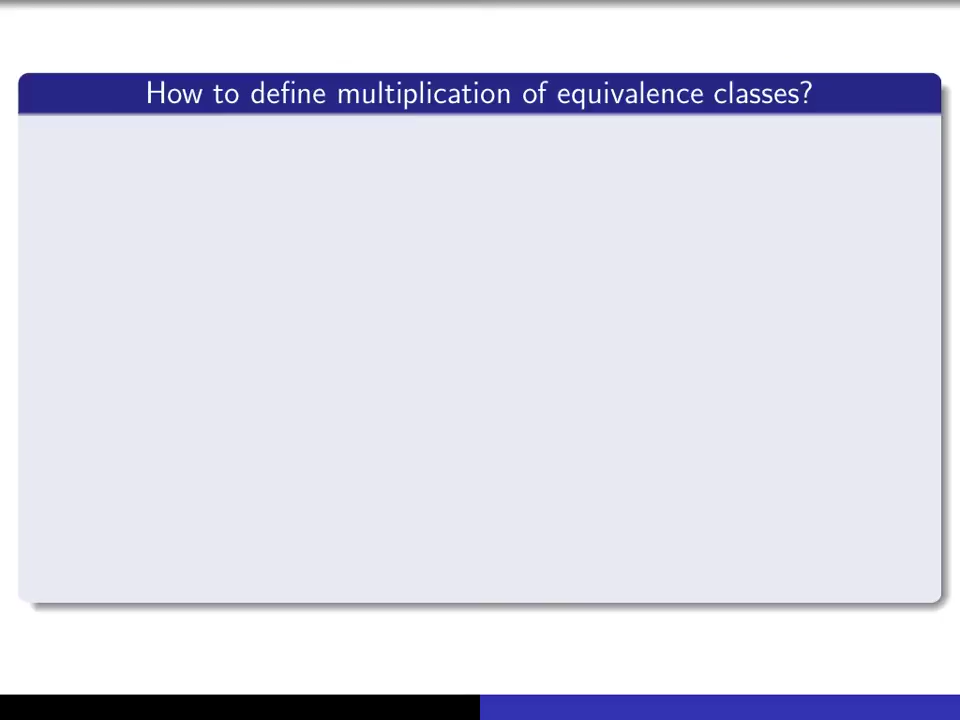 How to define multiplication of equivalence classes?